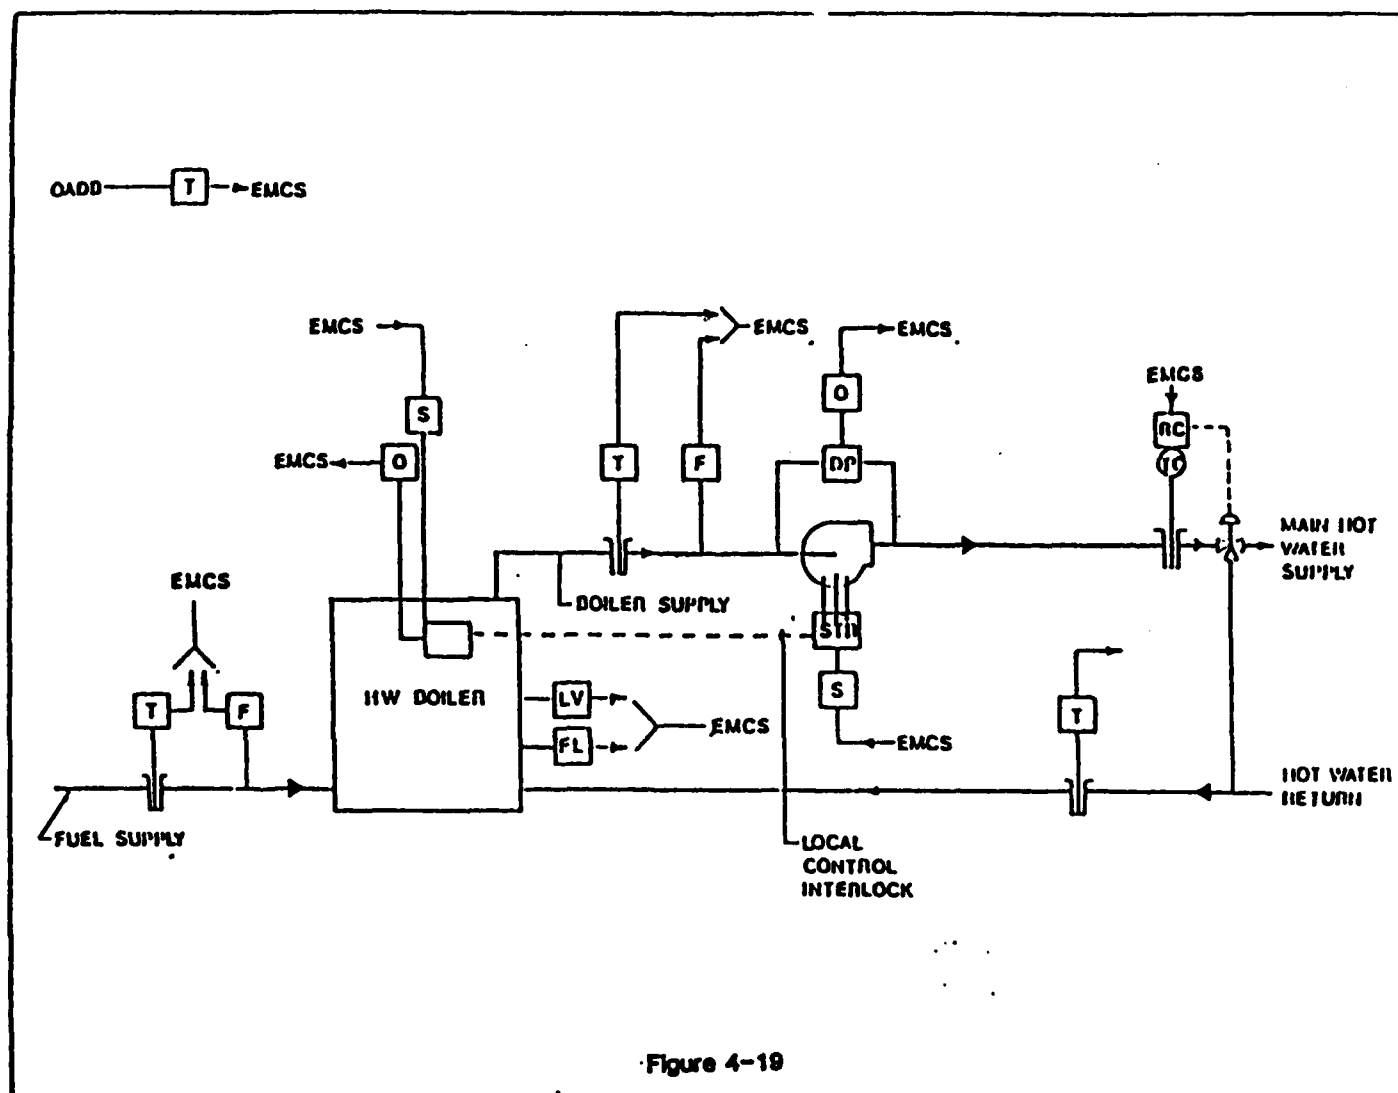 OADB
T
EMCS
EMCS
S
EMCS
O
T
F
EMCS
O
EMCS
DP
EMCS
RC
TC
MAIN HOT
WATER
SUPPLY
BOILER SUPPLY
STR
S
EMCS
EMCS
T
F
HW BOILER
LV
FL
EMCS
T
HOT WATER
RETURN
FUEL SUPPLY
LOCAL
CONTROL
INTERLOCK
Figure 4-19